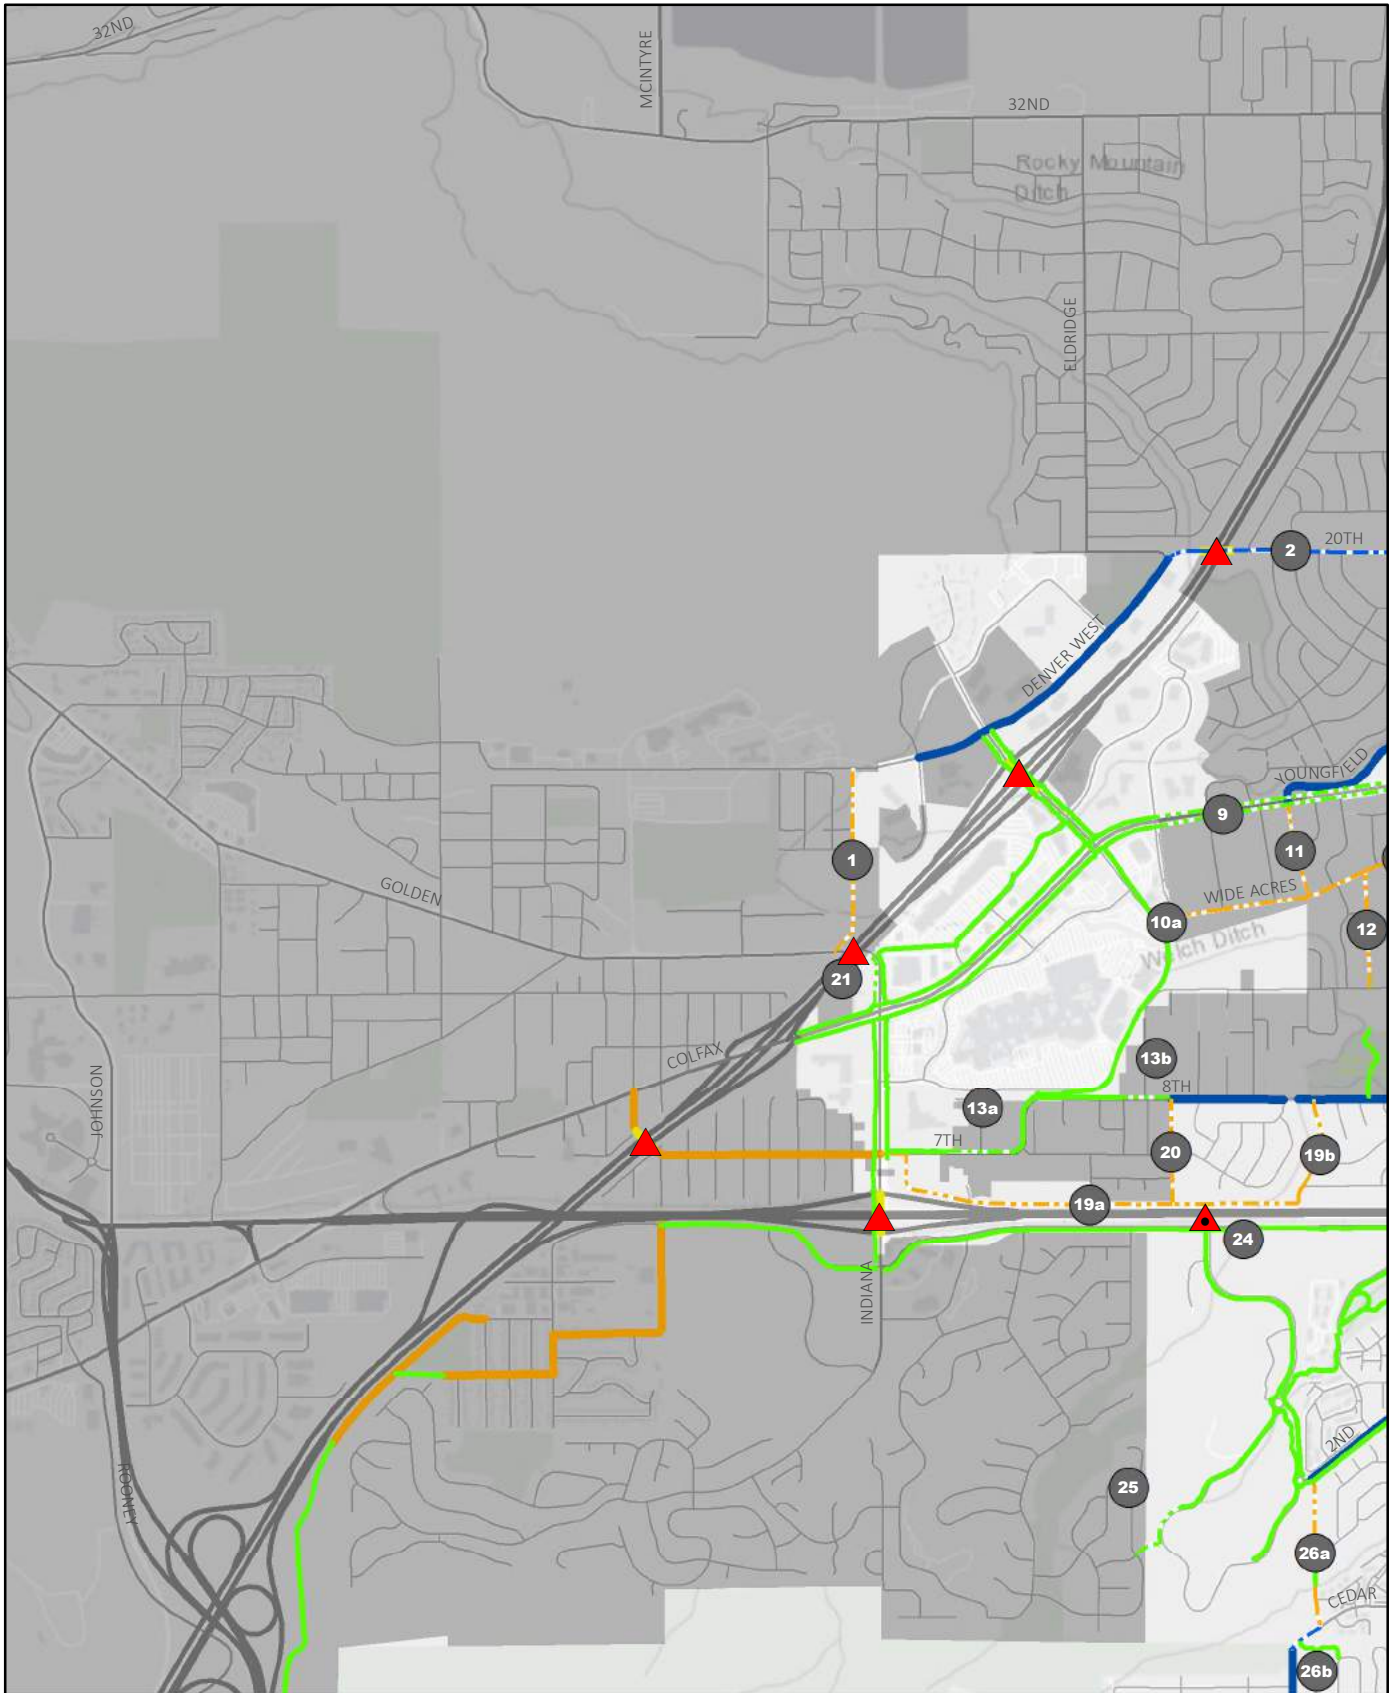 32ND
MCINTYRE
32ND
Rocky Mountain
Ditch
ELDRIDGE
2
20TH
DENVER WEST
YOUNGFIELD
9
11
1
WIDE ACRES
GOLDEN
10a
12
Welch Ditch
21
COLFAX
13b
8TH
JOHNSON
13a
7TH
20
19b
19a
24
INDIANA
2ND
ROONEY
25
26a
CEDAR
26b